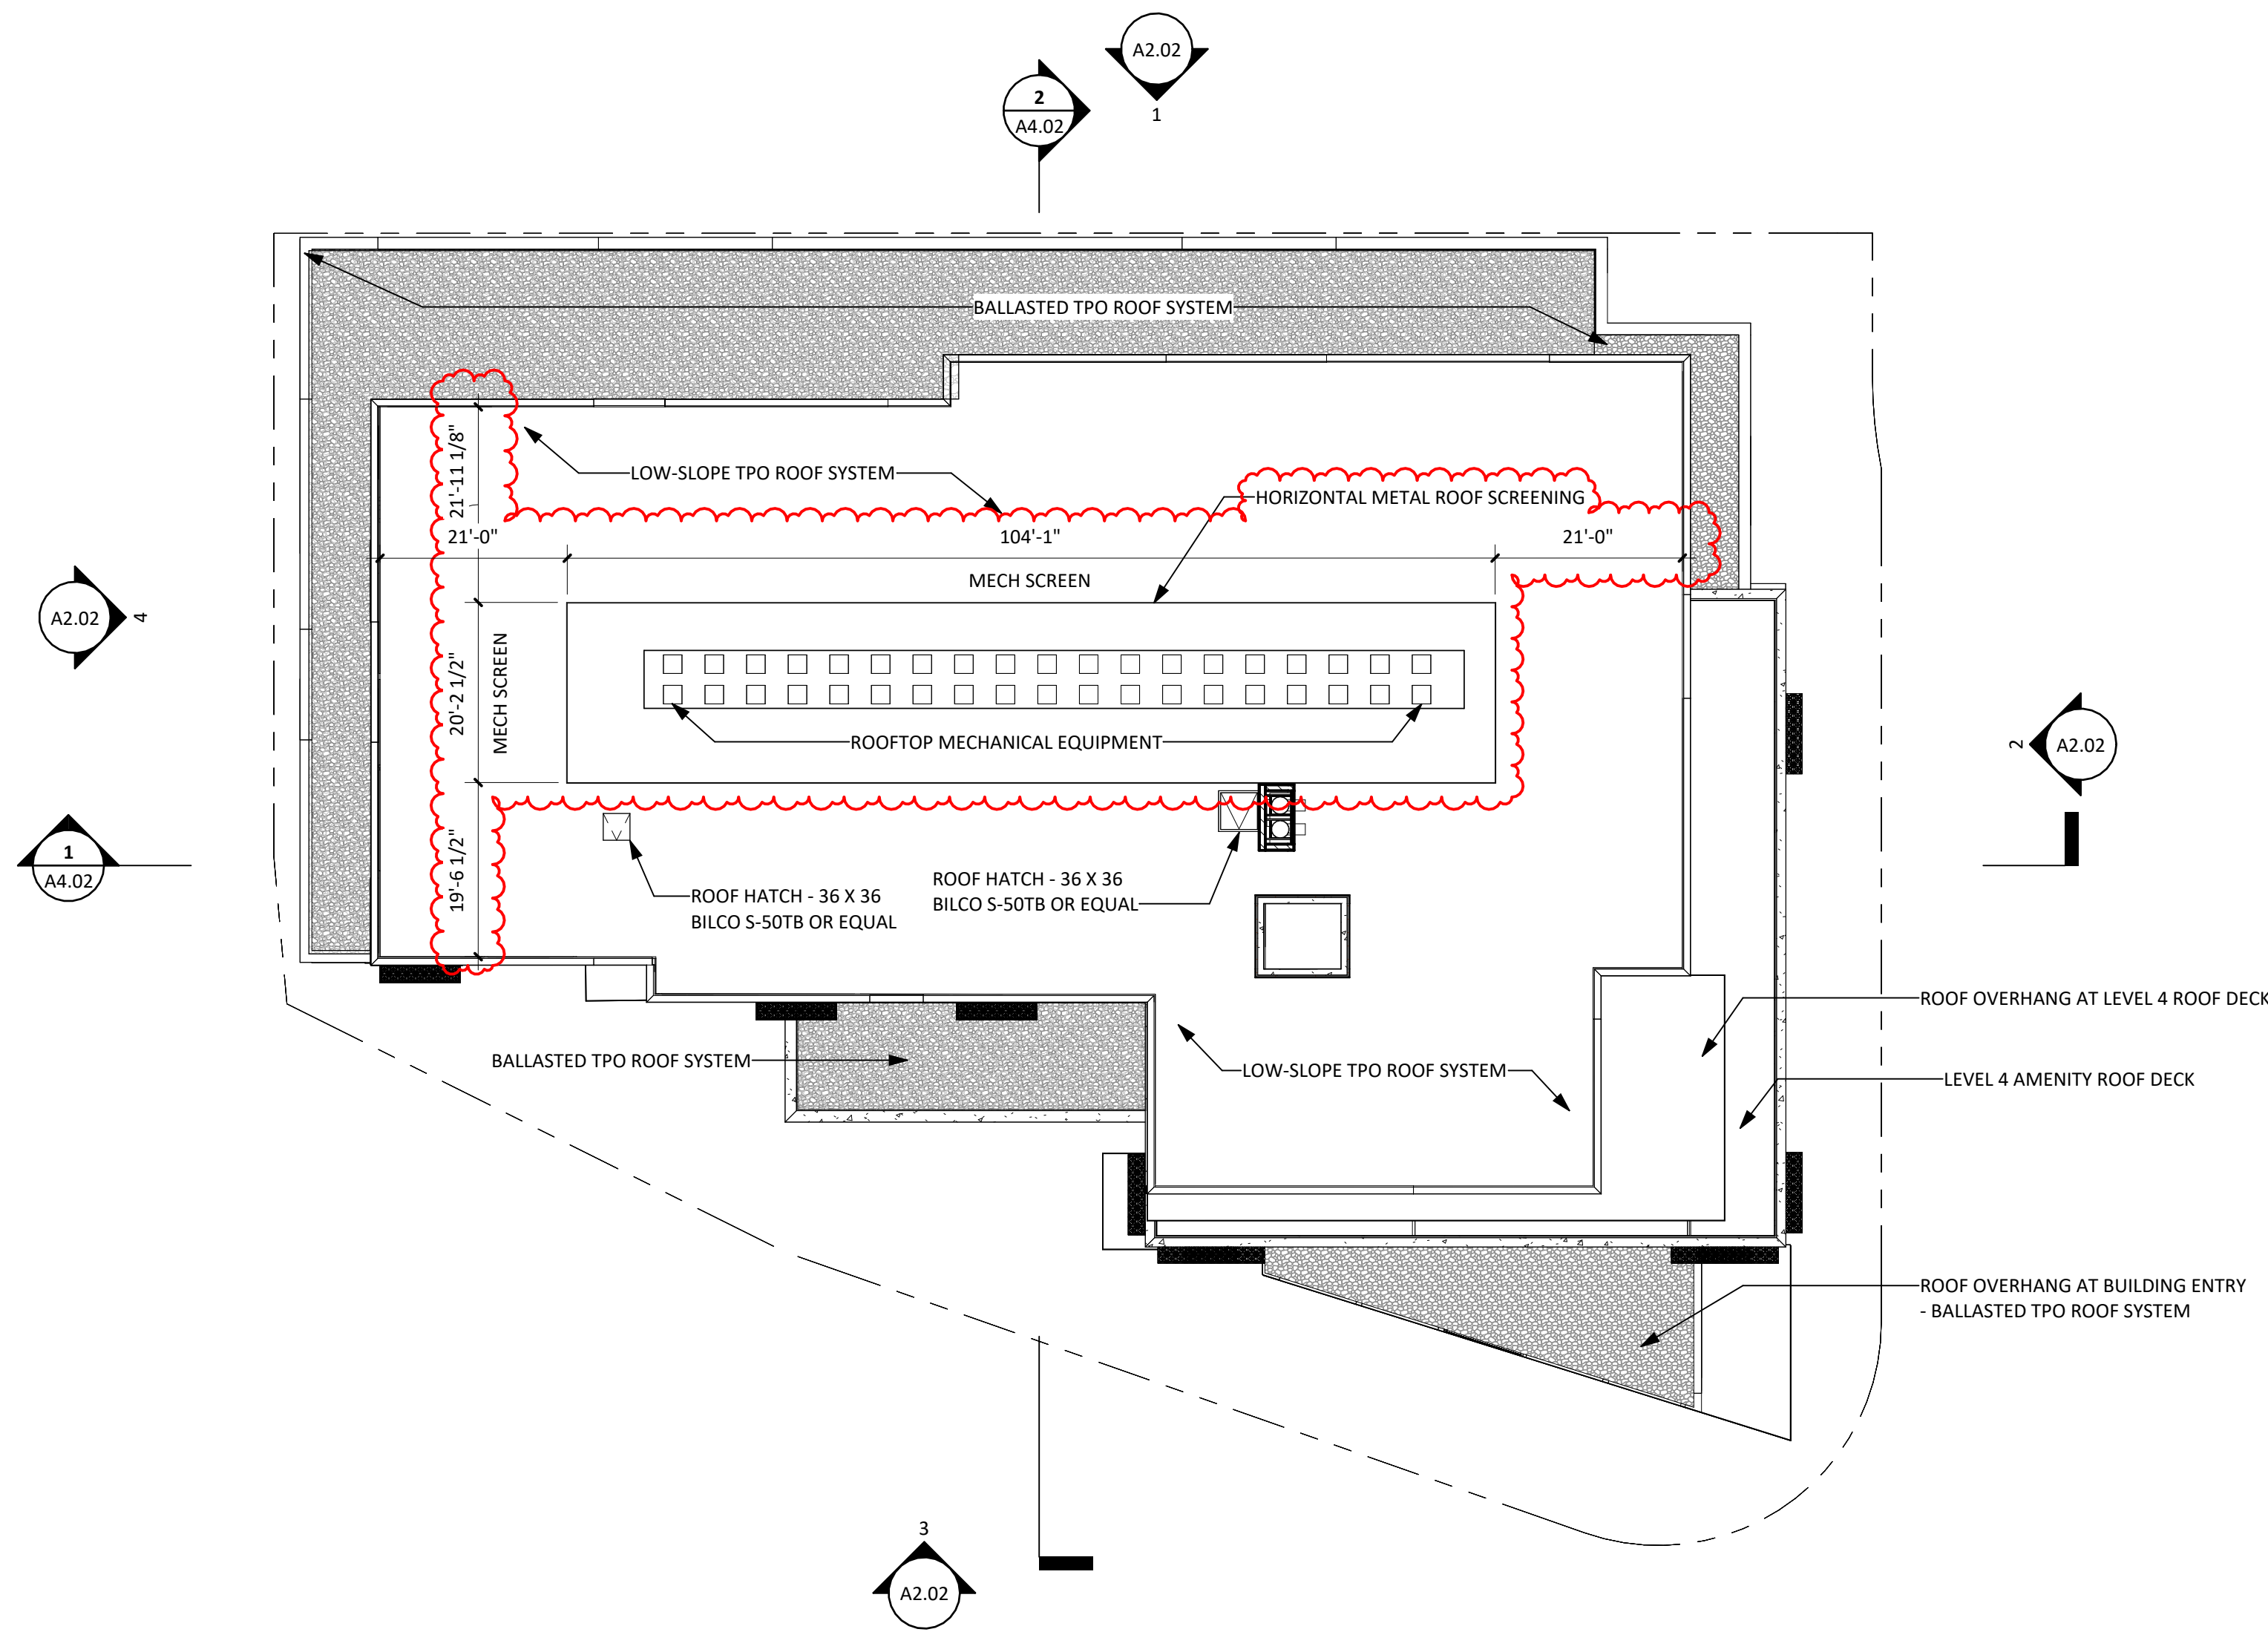 A2.02
1
2
A4.02
BALLASTED TPO ROOF SYSTEM
21'-11 1/8"
LOW-SLOPE TPO ROOF SYSTEM
HORIZONTAL METAL ROOF SCREENING
21'-0"
104'-1"
21'-0"
MECH SCREEN
A2.02
4
20'-2 1/2"
MECH SCREEN
ROOFTOP MECHANICAL EQUIPMENT
2
A2.02
1
A4.02
19'-6 1/2"
ROOF HATCH - 36 X 36
BILCO S-50TB OR EQUAL
ROOF HATCH - 36 X 36
BILCO S-50TB OR EQUAL
ROOF OVERHANG AT LEVEL 4 ROOF DECK
BALLASTED TPO ROOF SYSTEM
LOW-SLOPE TPO ROOF SYSTEM
LEVEL 4 AMENITY ROOF DECK
ROOF OVERHANG AT BUILDING ENTRY
- BALLASTED TPO ROOF SYSTEM
3
A2.02